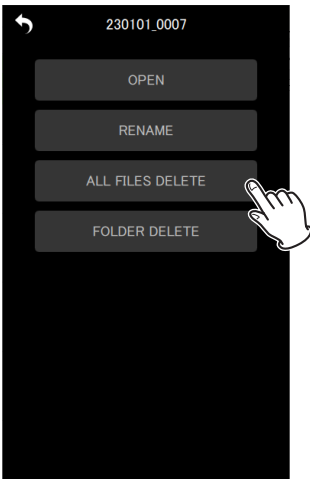 230101_0007
OPEN
RENAME
ALL FILES DELETE
FOLDER DELETE